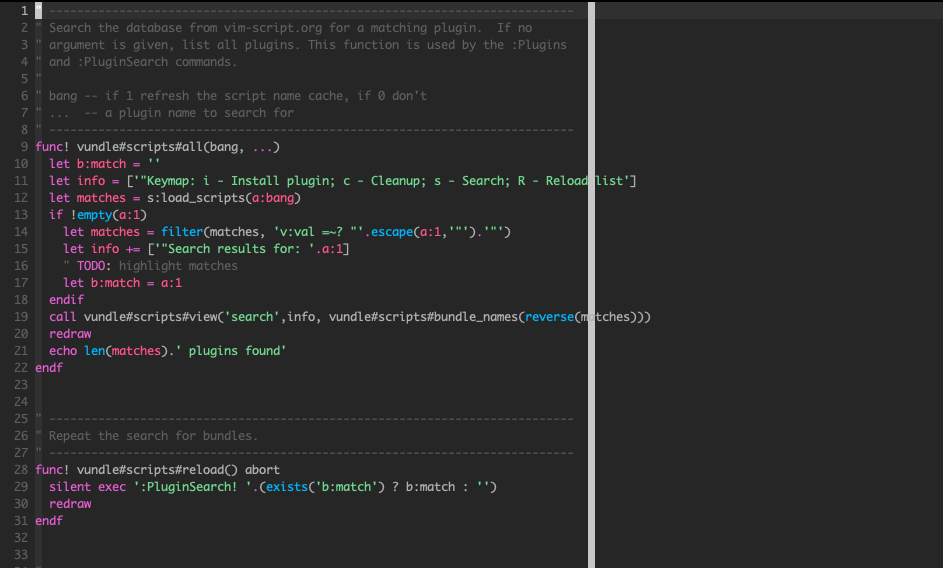 1 " ---------------------------------------------------------------------------
2 " Search the database from vim-script.org for a matching plugin.  If no
3 " argument is given, list all plugins. This function is used by the :Plugins
4 " and :PluginSearch commands.
5 "
6 " bang -- if 1 refresh the script name cache, if 0 don't
7 " ...  -- a plugin name to search for
8 " ---------------------------------------------------------------------------
9 func! vundle#scripts#all(bang, ...)
10   let b:match = ''
11   let info = ['"Keymap: i - Install plugin; c - Cleanup; s - Search; R - Reload list']
12   let matches = s:load_scripts(a:bang)
13   if !empty(a:1)
14     let matches = filter(matches, 'v:val =~? "'.escape(a:1,'"').'"')
15     let info += ['"Search results for: '.a:1]
16     " TODO: highlight matches
17     let b:match = a:1
18   endif
19   call vundle#scripts#view('search',info, vundle#scripts#bundle_names(reverse(matches)))
20   redraw
21   echo len(matches).' plugins found'
22 endf
23
24
25 " ---------------------------------------------------------------------------
26 " Repeat the search for bundles.
27 " ---------------------------------------------------------------------------
28 func! vundle#scripts#reload() abort
29   silent exec ':PluginSearch! '.(exists('b:match') ? b:match : '')
30   redraw
31 endf
32
33